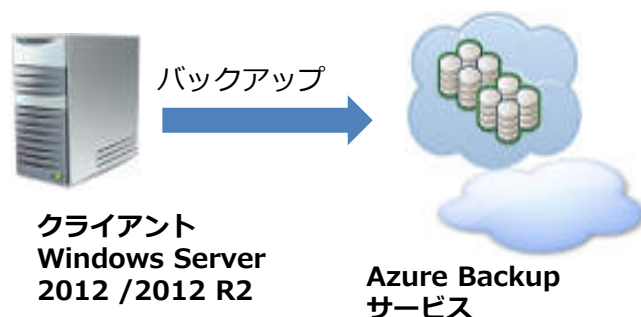 バックアップ
クライアント
Windows Server
2012 /2012 R2
Azure Backup
サービス